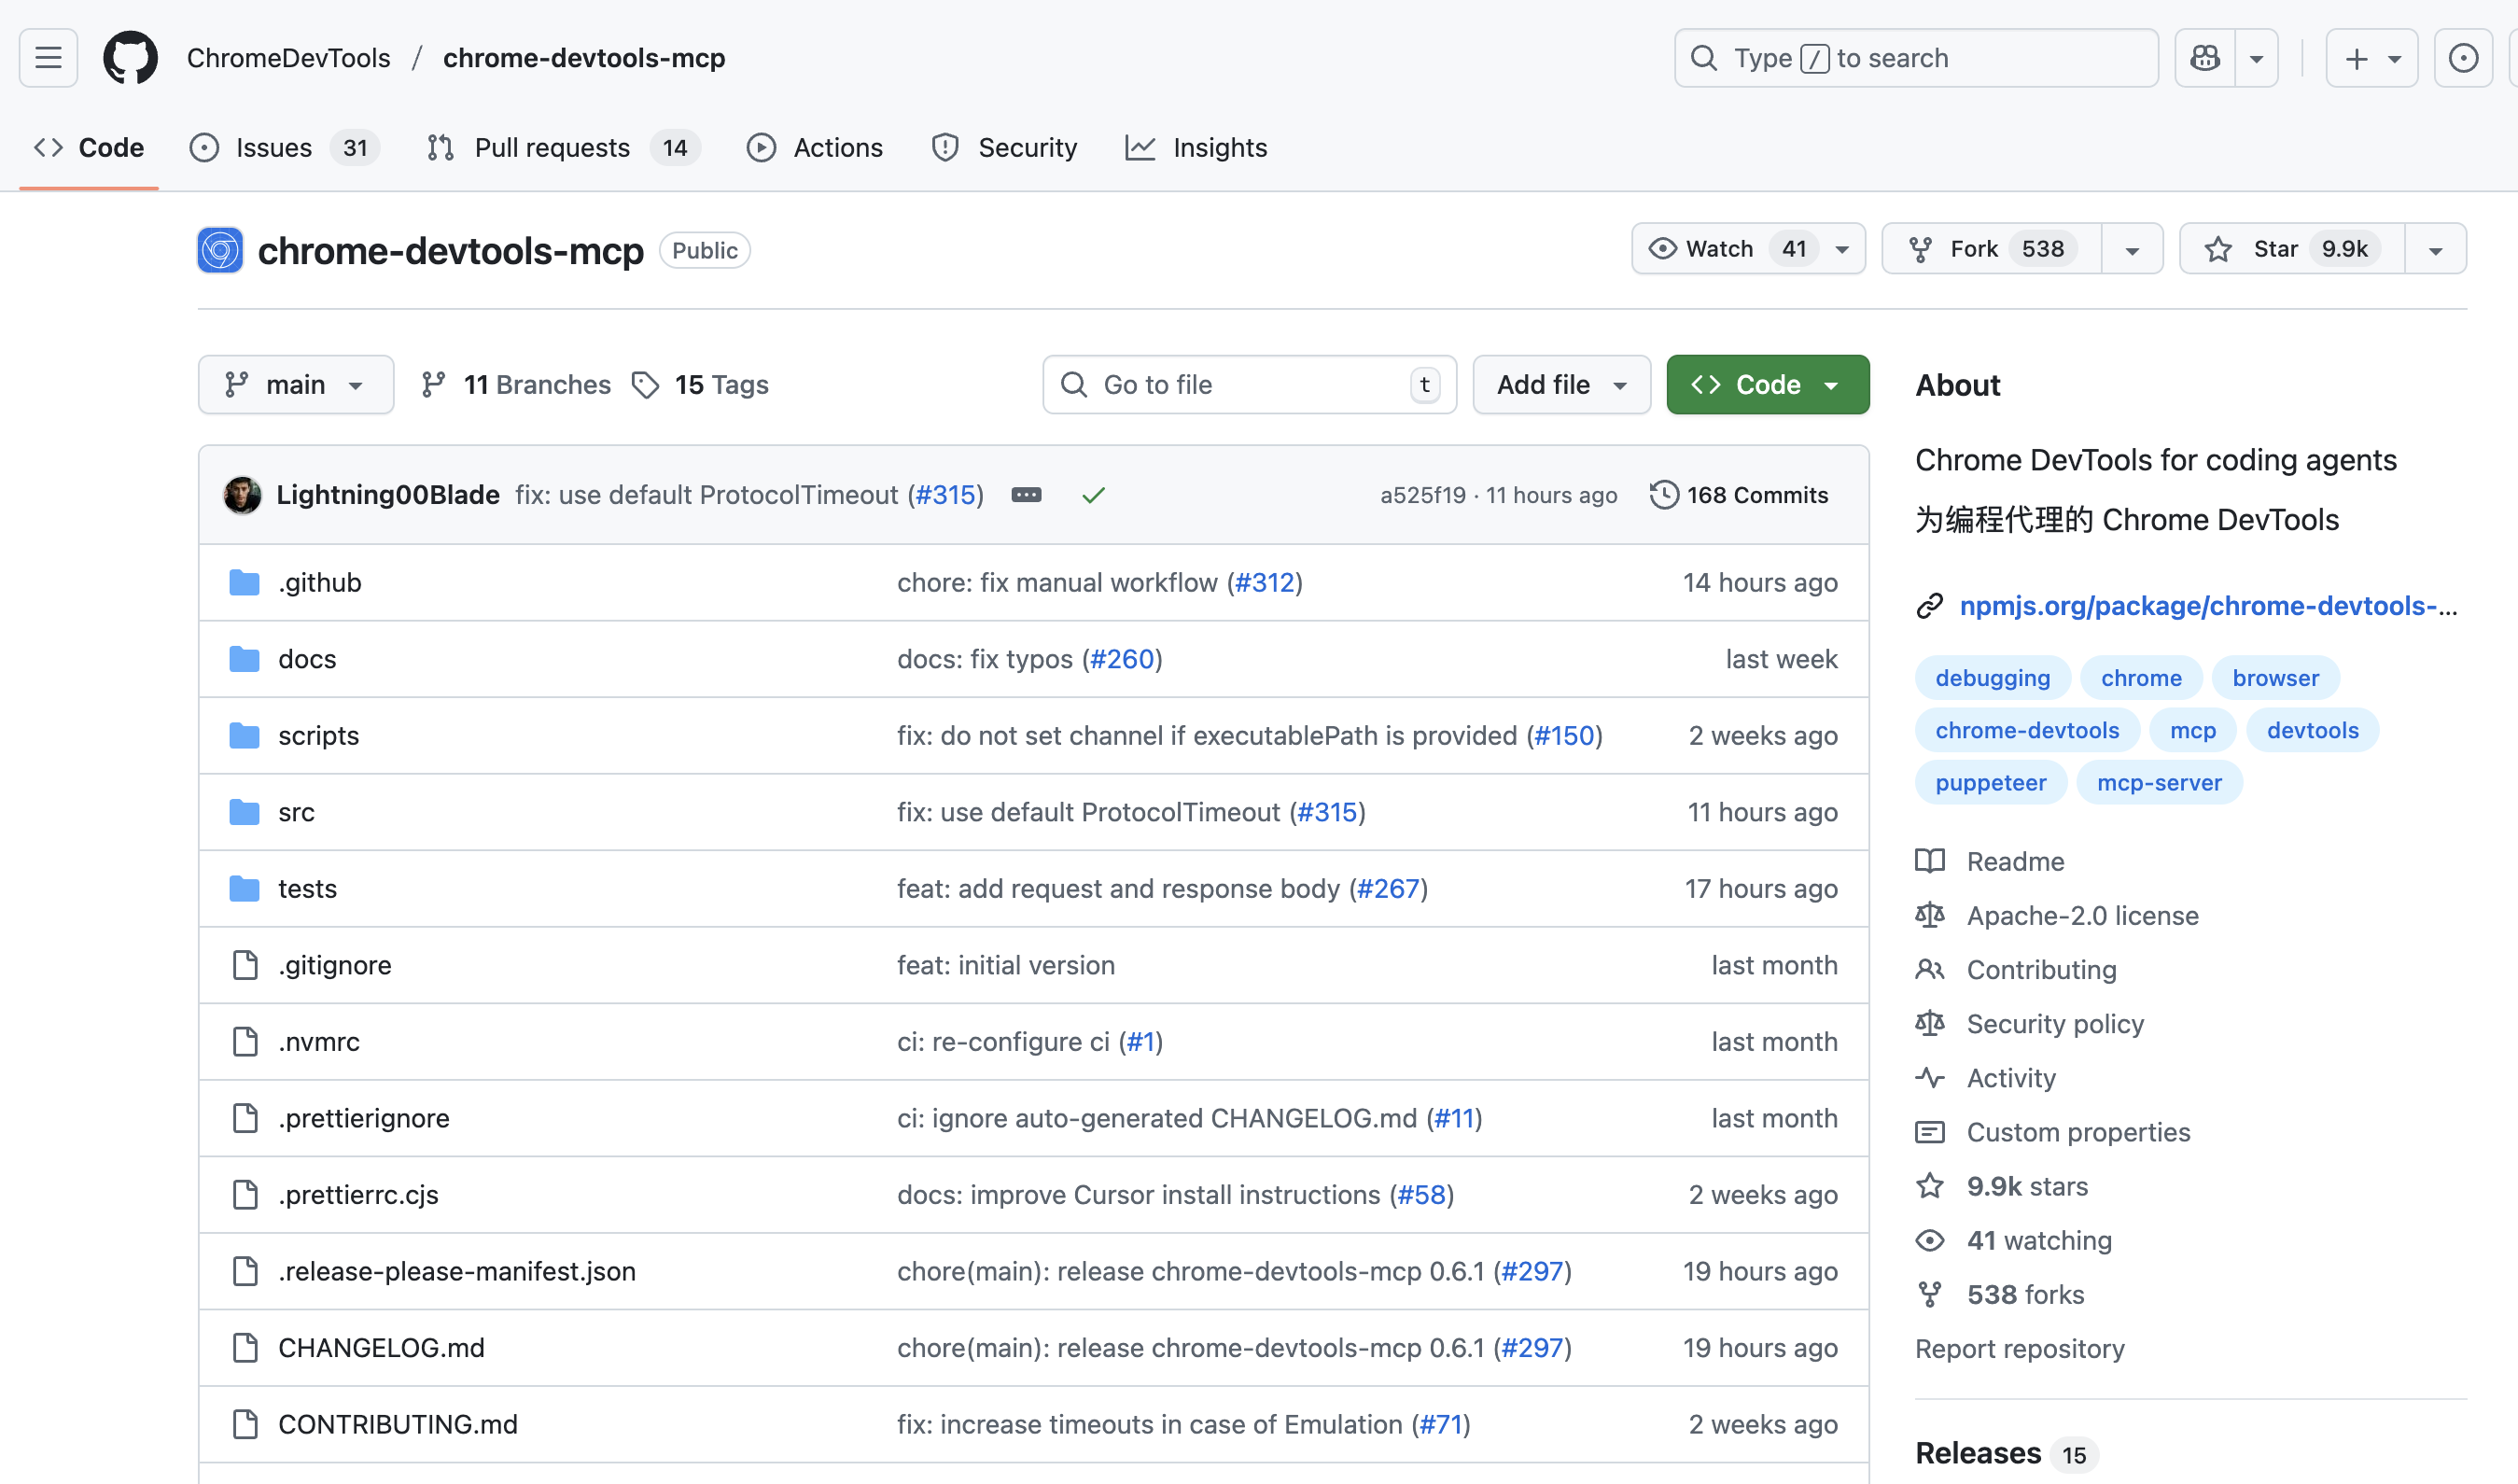 ChromeDevTools / chrome-devtools-mcp
Type / to search
Code
Issues 31
Pull requests 14
Actions
Security
Insights
chrome-devtools-mcp Public
Watch 41
Fork 538
Star 9.9k
main
11 Branches
15 Tags
Go to file t
Add file
Code
Lightning00Blade fix: use default ProtocolTimeout (#315) a525f19 · 11 hours ago 168 Commits
.github chore: fix manual workflow (#312) 14 hours ago
docs docs: fix typos (#260) last week
scripts fix: do not set channel if executablePath is provided (#150) 2 weeks ago
src fix: use default ProtocolTimeout (#315) 11 hours ago
tests feat: add request and response body (#267) 17 hours ago
.gitignore feat: initial version last month
.nvmrc ci: re-configure ci (#1) last month
.prettierignore ci: ignore auto-generated CHANGELOG.md (#11) last month
.prettierrc.cjs docs: improve Cursor install instructions (#58) 2 weeks ago
.release-please-manifest.json chore(main): release chrome-devtools-mcp 0.6.1 (#297) 19 hours ago
CHANGELOG.md chore(main): release chrome-devtools-mcp 0.6.1 (#297) 19 hours ago
CONTRIBUTING.md fix: increase timeouts in case of Emulation (#71) 2 weeks ago
About
Chrome DevTools for coding agents
为编程代理的 Chrome DevTools
npmjs.org/package/chrome-devtools-...
debugging chrome browser
chrome-devtools mcp devtools
puppeteer mcp-server
Readme
Apache-2.0 license
Contributing
Security policy
Activity
Custom properties
9.9k stars
41 watching
538 forks
Report repository
Releases 15